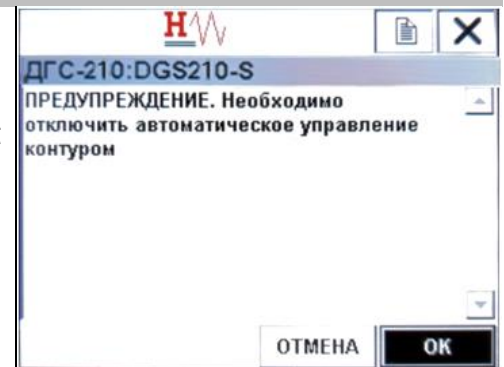 H
ДГС-210:DGS210-S
ПРЕДУПРЕЖДЕНИЕ. Необходимо
отключить автоматическое управление
контуром
ОТМЕНА
OK